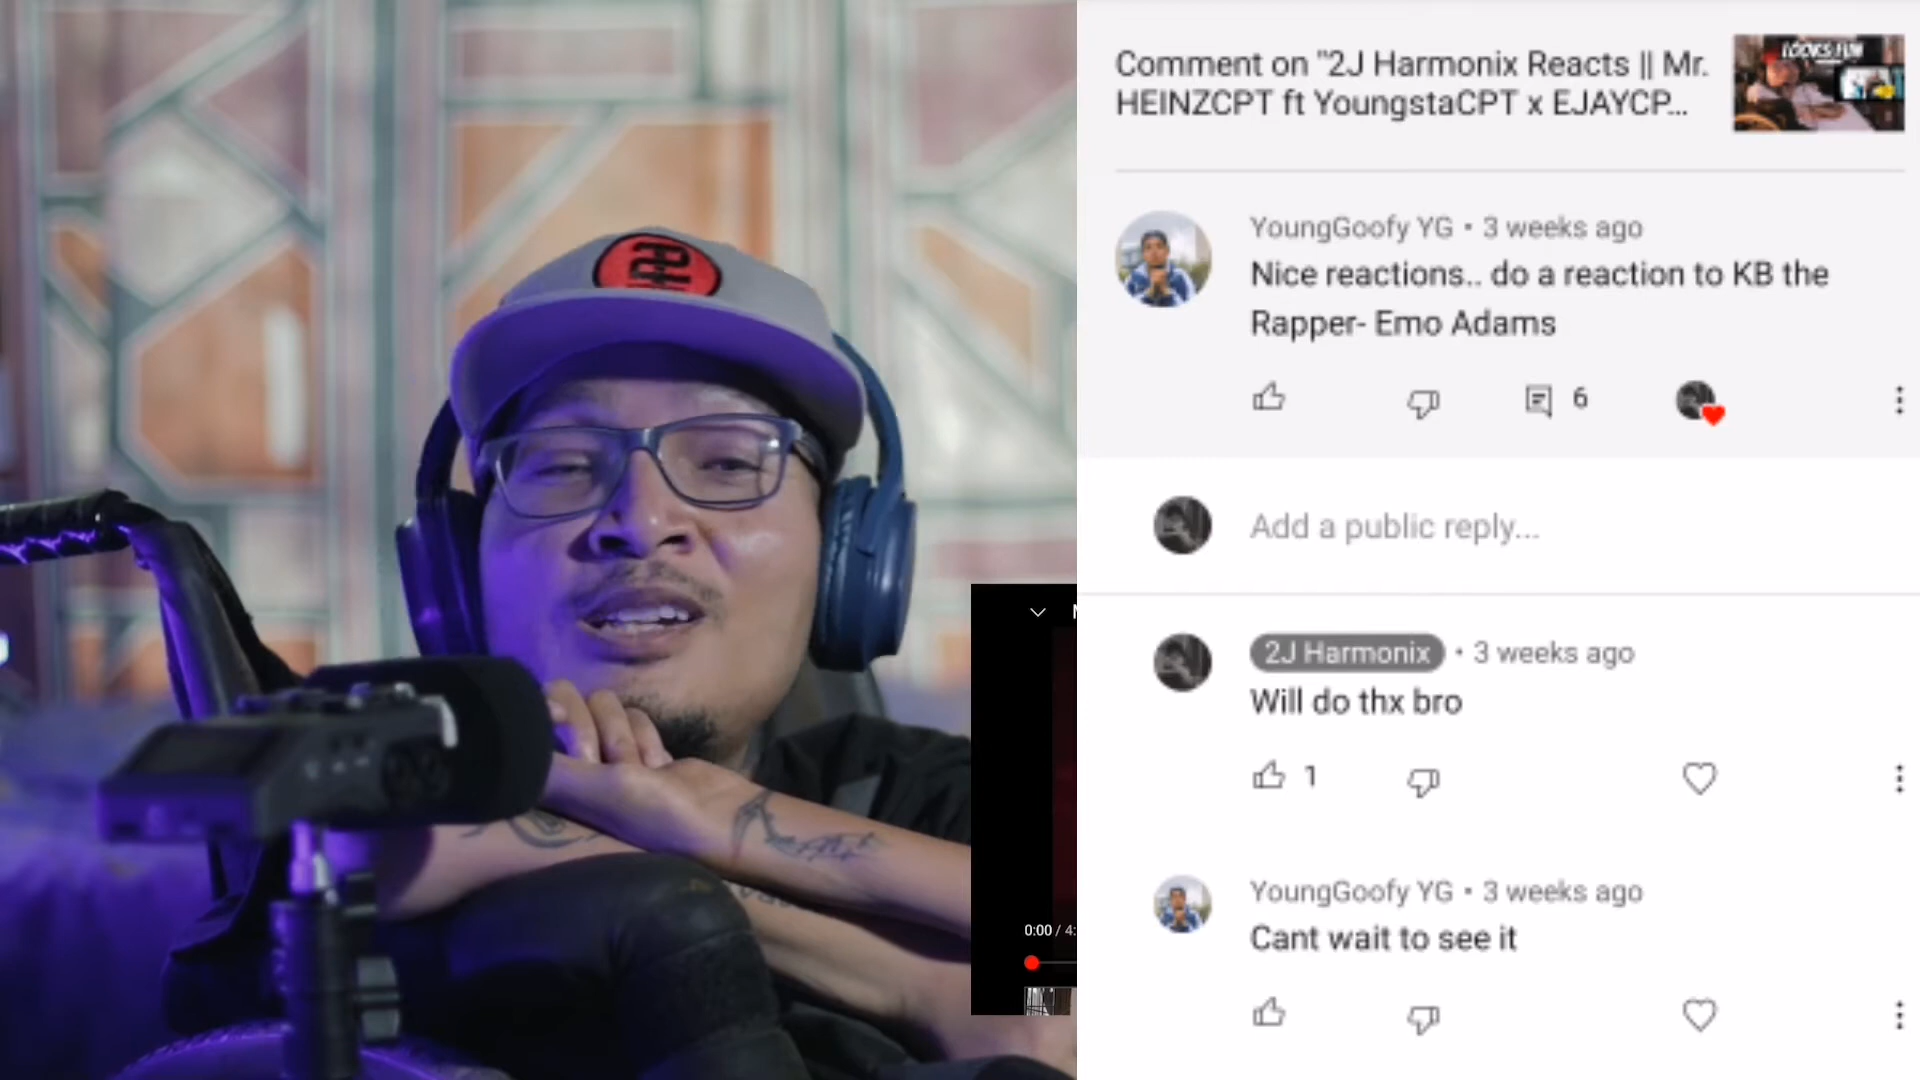 Comment on "2J Harmonix Reacts || Mr.
HEINZCPT ft YoungstaCPT x EJAYCP...
LOOKS FUN
YoungGoofy YG • 3 weeks ago
Nice reactions.. do a reaction to KB the
Rapper- Emo Adams
6
Add a public reply...
2J Harmonix • 3 weeks ago
Will do thx bro
1
YoungGoofy YG • 3 weeks ago
Cant wait to see it
0:00 / 4: